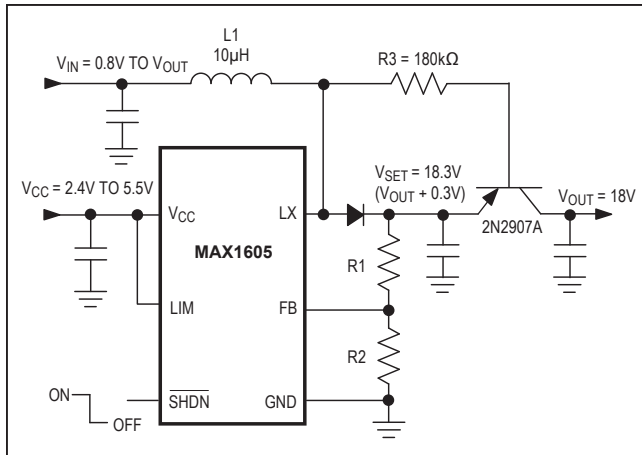 L1
10µH
V_IN = 0.8V TO V_OUT
R3 = 180kΩ
V_CC = 2.4V TO 5.5V
V_CC
LX
V_SET = 18.3V
(V_OUT + 0.3V)
V_OUT = 18V
2N2907A
MAX1605
R1
LIM
FB
R2
ON
OFF
SHDN
GND